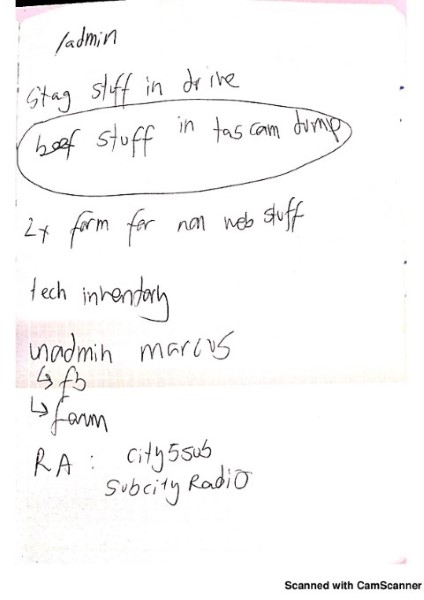 /admin
Stag stuff in drive
beef stuff in tascam dump
2x form for non web stuff
tech inventory
unadmin marcus
↳ fb
↳ farm
RA : city5sub
Subcity Radio
Scanned with CamScanner